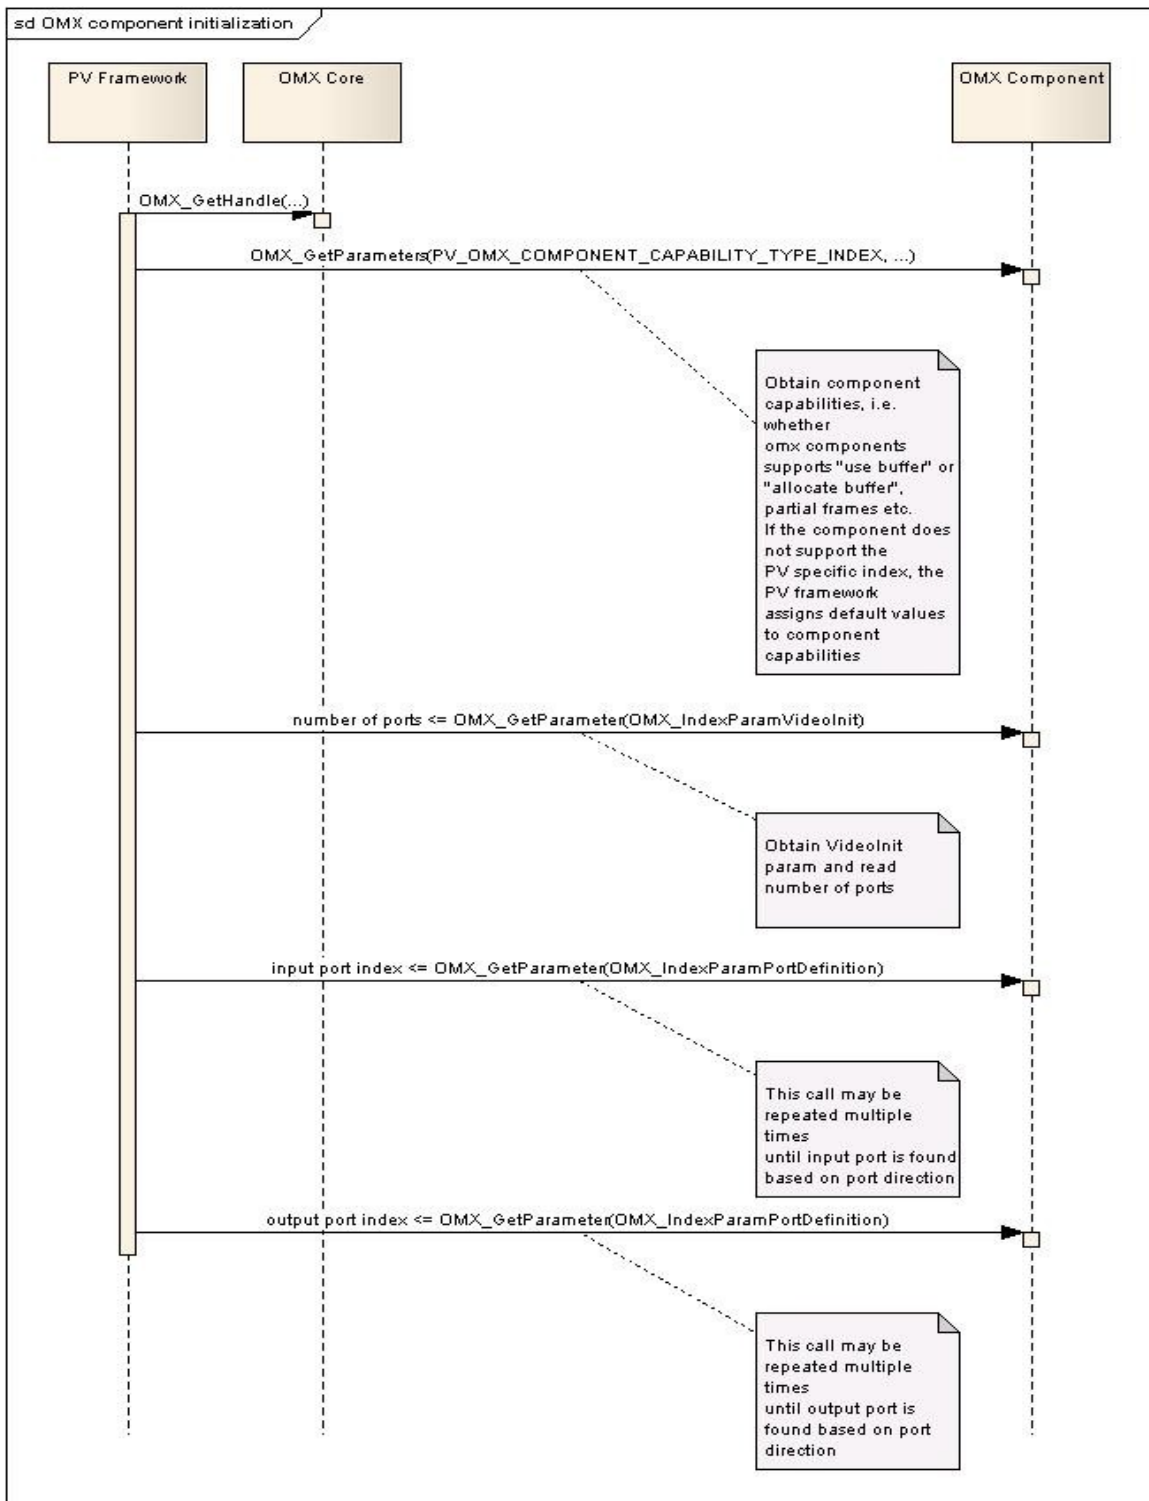 sd OMX component initialization
PV Framework
OMX Core
OMX Component
OMX_GetHandle(...)
OMX_GetParameters(PV_OMX_COMPONENT_CAPABILITY_TYPE_INDEX, ...)
Obtain component
capabilities, i.e.
whether
omx components
supports "use buffer" or
"allocate buffer",
partial frames etc.
If the component does
not support the
PV specific index, the
PV framework
assigns default values
to component
capabilities
number of ports <= OMX_GetParameter(OMX_IndexParamVideoInit)
Obtain VideoInit
param and read
number of ports
input port index <= OMX_GetParameter(OMX_IndexParamPortDefinition)
This call may be
repeated multiple
times
until input port is found
based on port direction
output port index <= OMX_GetParameter(OMX_IndexParamPortDefinition)
This call may be
repeated multiple
times
until output port is
found based on port
direction